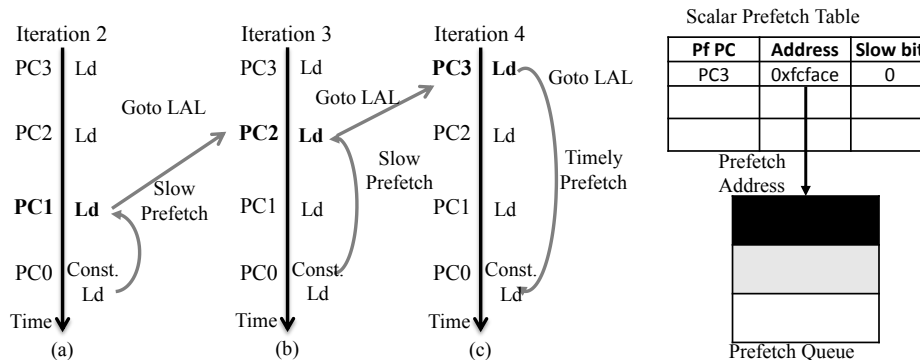 Iteration 2
PC3 Ld
PC2 Ld
PC1 Ld
PC0 Const.
Ld
Time
(a)
Goto LAL
Slow
Prefetch
Iteration 3
PC3 Ld
PC2 Ld
PC1 Ld
PC0 Const.
Ld
(b)
Goto LAL
Slow
Prefetch
Iteration 4
PC3 Ld
PC2 Ld
PC1 Ld
PC0 Const.
Ld
(c)
Goto LAL
Timely
Prefetch
Scalar Prefetch Table
Pf PC Address Slow bit
PC3 0xfcface 0
Prefetch
Address
Prefetch Queue